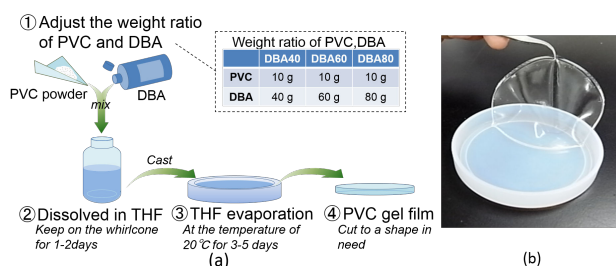 ① Adjust the weight ratio
of PVC and DBA
PVC powder
mix
DBA
Weight ratio of PVC,DBA
DBA40 DBA60 DBA80
PVC 10 g 10 g 10 g
DBA 40 g 60 g 80 g
Cast
② Dissolved in THF
Keep on the whirlcone
for 1-2days
③ THF evaporation
At the temperature of
20℃ for 3-5 days
④ PVC gel film
Cut to a shape in
need
(a)
(b)